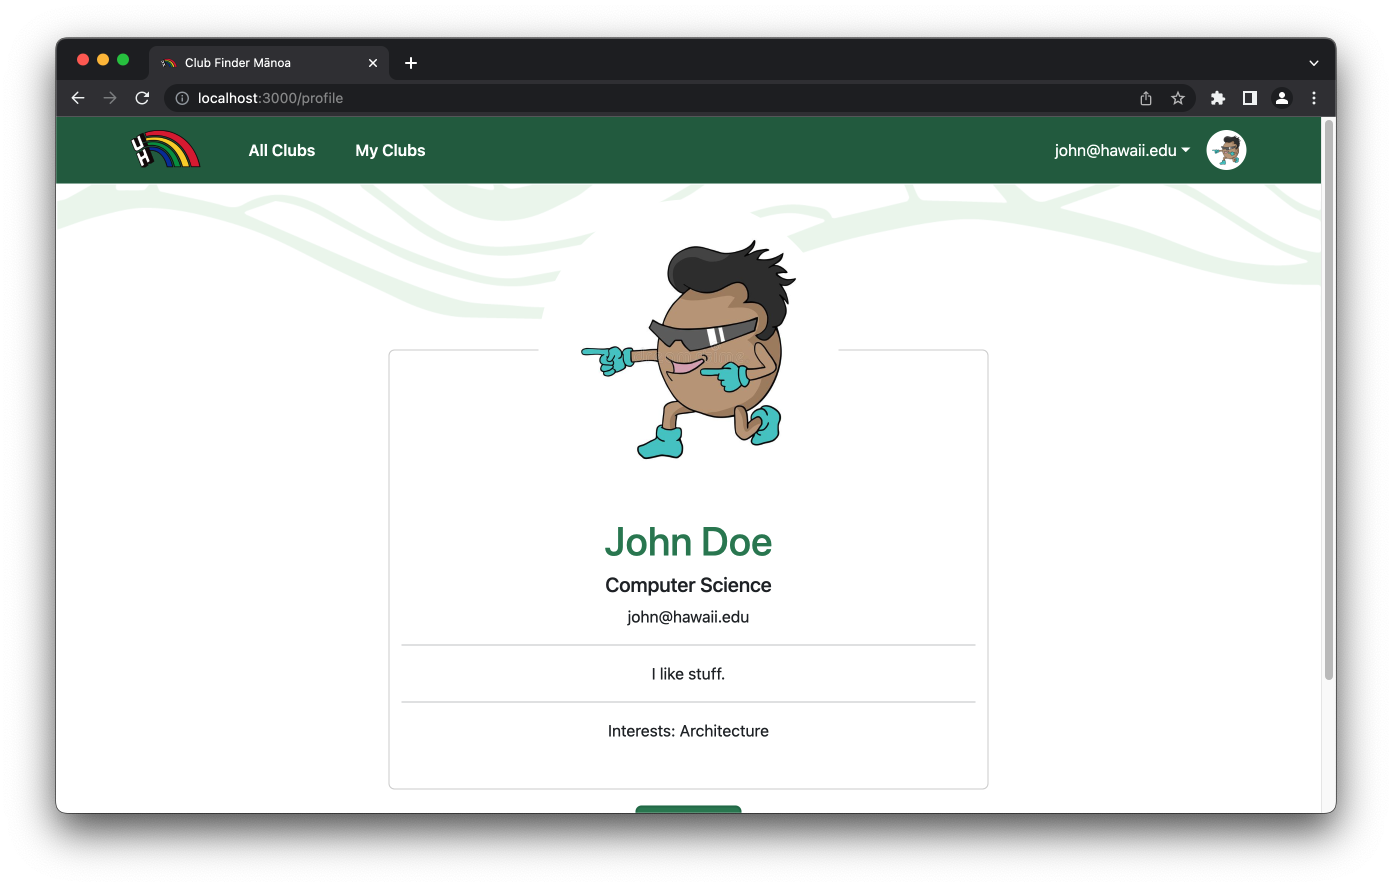 Club Finder Mānoa
localhost:3000/profile
UH
All Clubs
My Clubs
john@hawaii.edu
John Doe
Computer Science
john@hawaii.edu
I like stuff.
Interests: Architecture